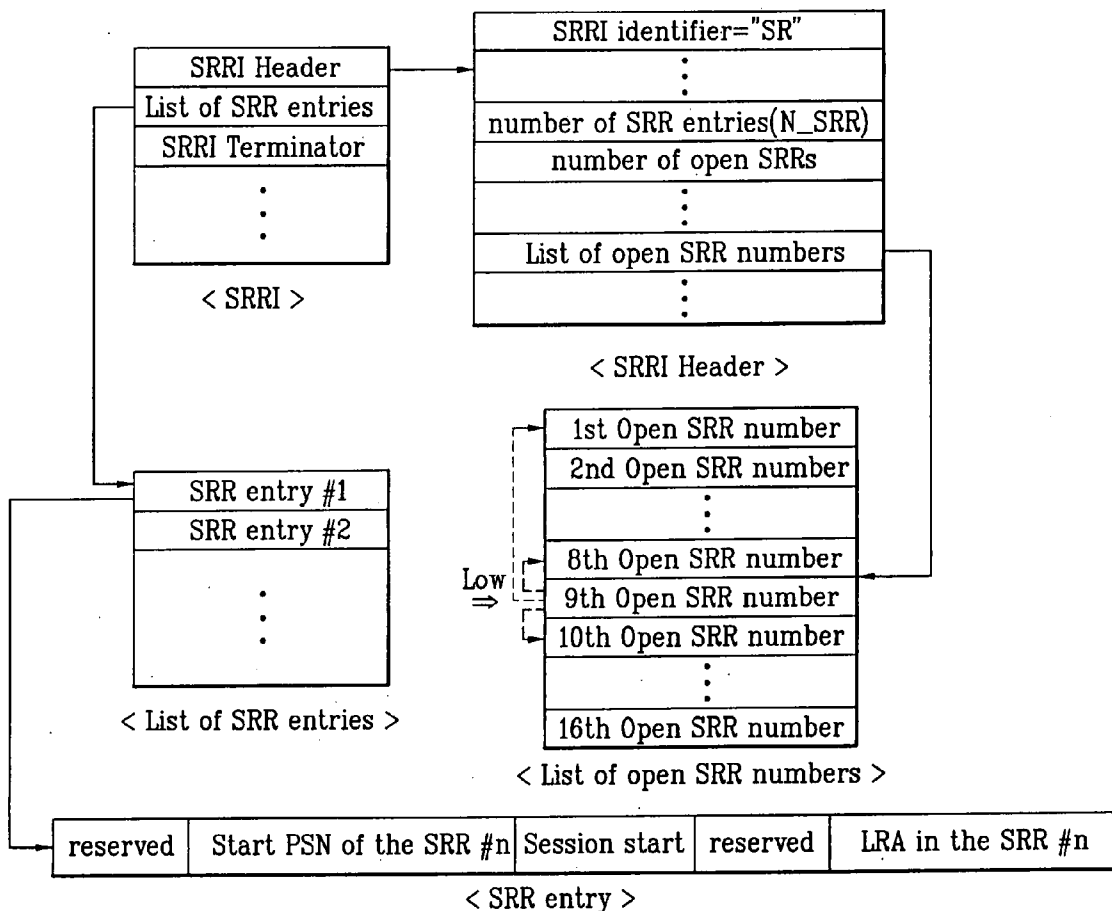 SRRI Header
List of SRR entries
SRRI Terminator
< SRRI >
SRRI identifier="SR"
number of SRR entries(N_SRR)
number of open SRRs
List of open SRR numbers
< SRRI Header >
SRR entry #1
SRR entry #2
< List of SRR entries >
1st Open SRR number
2nd Open SRR number
8th Open SRR number
Low
⇒
9th Open SRR number
10th Open SRR number
16th Open SRR number
< List of open SRR numbers >
reserved
Start PSN of the SRR #n
Session start
reserved
LRA in the SRR #n
< SRR entry >